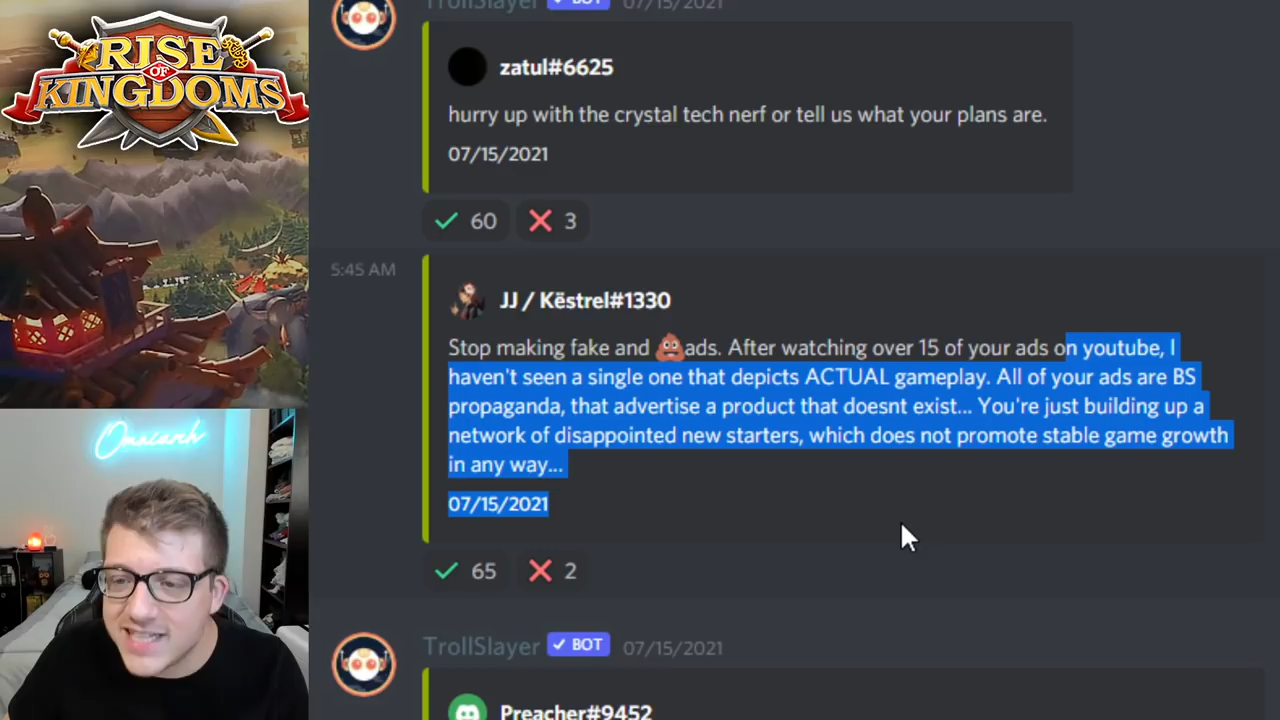 RISE
OF
KINGDOMS
TrollSlayer ✓ BOT 07/15/2021
zatul#6625
hurry up with the crystal tech nerf or tell us what your plans are.
07/15/2021
60 3
5:45 AM
JJ / Këstrel#1330
Stop making fake and 💩ads. After watching over 15 of your ads on youtube, I
haven't seen a single one that depicts ACTUAL gameplay. All of your ads are BS
propaganda, that advertise a product that doesnt exist... You're just building up a
network of disappointed new starters, which does not promote stable game growth
in any way...
07/15/2021
65 2
Omniarch
TrollSlayer ✓ BOT 07/15/2021
Preacher#9452